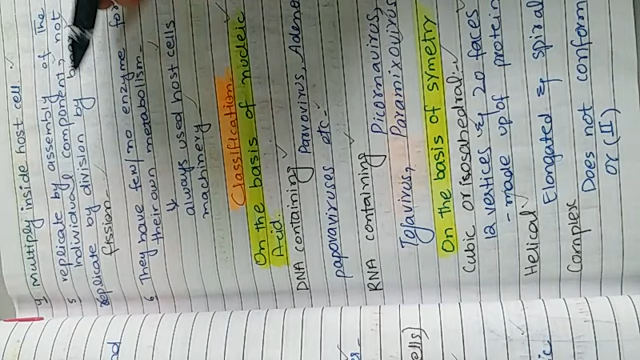 4 Multiply inside host cell.
5 replicate by assembly of the
Individual component, not
replicate by division by
fission
6 They have few/no enzyme for
their own metabolism
↓
always used host cells
machinery
Classification
On the basis of nucleic
Acid.
DNA containing Parvovirus, Adeno
papovaviruses etc.
RNA containing Picornavirus,
Togavirus, Paramixovirus
On the basis of symetry
Cubic or isosahedral
12 vertices & 20 faces
- made up of protein
Helical Elongated & spiral
Complex Does not conform
or (II)